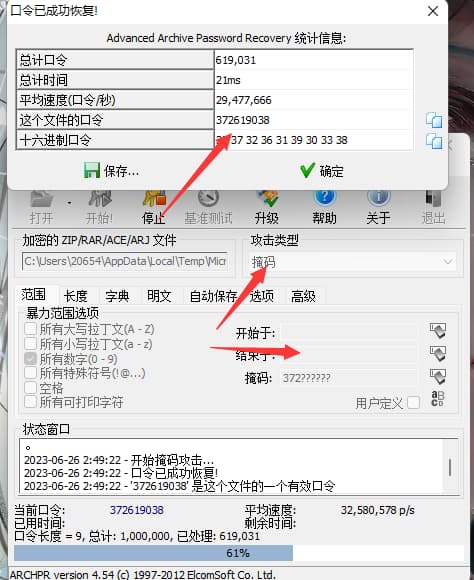 口令已成功恢复!
Advanced Archive Password Recovery 统计信息:
总计口令 619,031
总计时间 21ms
平均速度(口令/秒) 29,477,666
这个文件的口令 372619038
十六进制口令 37 32 36 31 39 30 33 38
保存... 确定
打开 开始! 停止 基准测试 升级 帮助 关于 退出
加密的 ZIP/RAR/ACE/ARJ 文件 攻击类型
C:\Users\20654\AppData\Local\Temp\Micr 掩码
范围 长度 字典 明文 自动保存 选项 高级
暴力范围选项
所有大写拉丁文(A - Z) 开始于:
所有小写拉丁文(a - z)
所有数字(0 - 9) 结束于:
所有特殊符号(!@...)
空格 掩码: 372??????
所有可打印字符 用户定义
状态窗口
。
2023-06-26 2:49:22 - 开始掩码攻击...
2023-06-26 2:49:22 - 口令已成功恢复!
2023-06-26 2:49:22 - '372619038' 是这个文件的一个有效口令
当前口令: 372619038 平均速度: 32,580,578 p/s
已用时间: 剩余时间:
口令长度 = 9, 总计: 1,000,000, 已处理: 619,031
61%
ARCHPR version 4.54 (c) 1997-2012 ElcomSoft Co. Ltd.